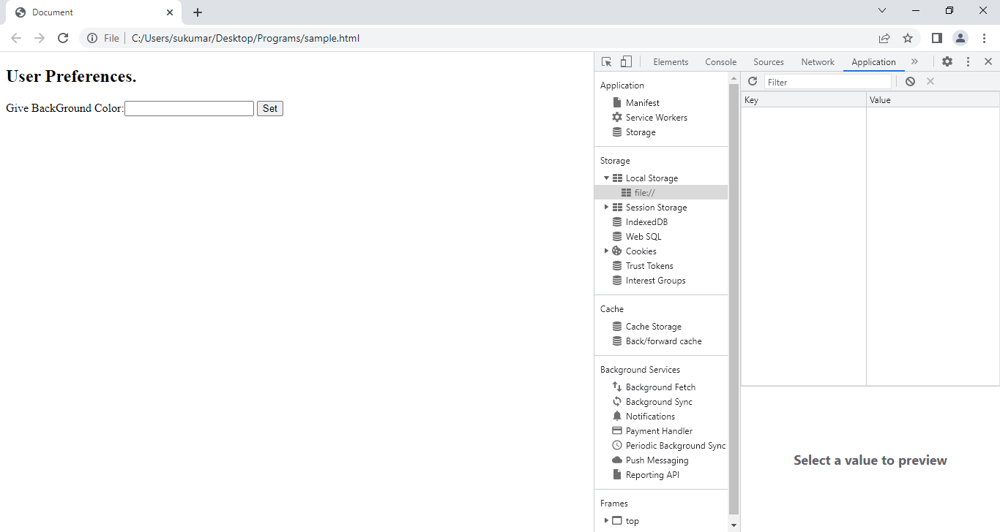 Document
File
C:/Users/sukumar/Desktop/Programs/sample.html
User Preferences.
Give BackGround Color:
Set
Elements Console Sources Network Application
Application
Manifest
Service Workers
Storage
Storage
Local Storage
file://
Session Storage
IndexedDB
Web SQL
Cookies
Trust Tokens
Interest Groups
Cache
Cache Storage
Back/forward cache
Background Services
Background Fetch
Background Sync
Notifications
Payment Handler
Periodic Background Sync
Push Messaging
Reporting API
Frames
top
Filter
Key Value
Select a value to preview